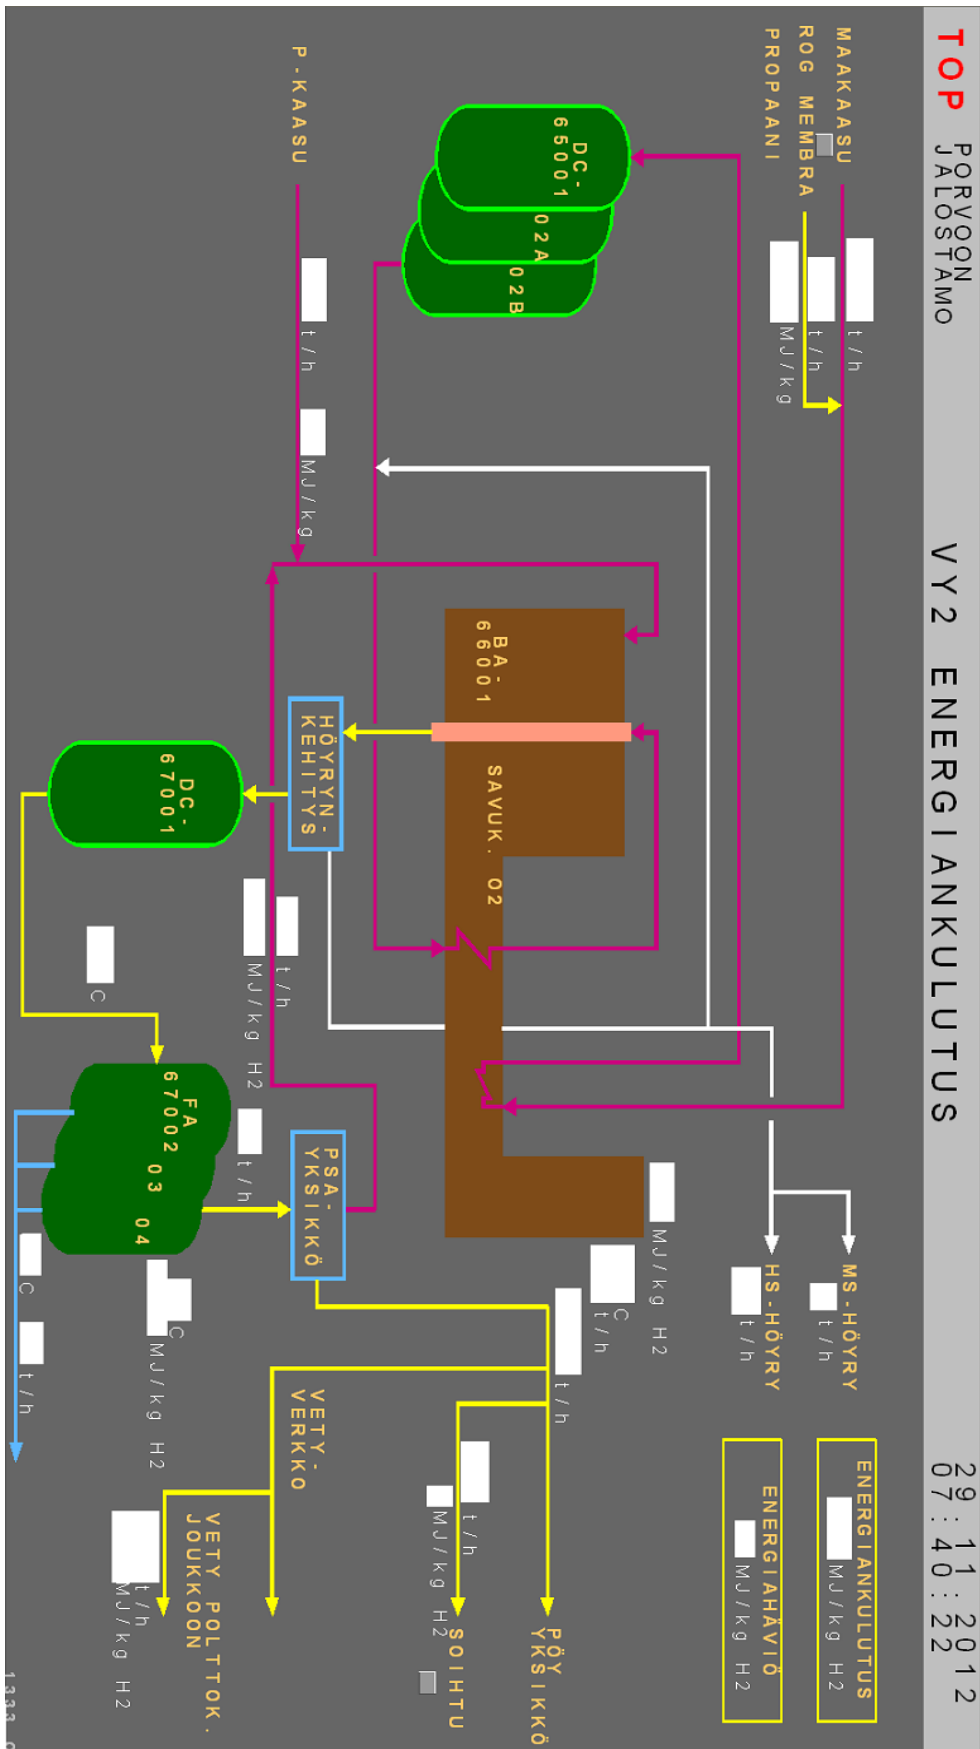 TOP
PORVOON
JALOSTAMO
VY2 ENERGIANKULUTUS
29:11:2012
07:40:22
MAAKAASU
t/h
ROG MEMBRA
t/h
PROPAANI
MJ/kg
MS-HÖYRY
t/h
HS-HÖYRY
t/h
ENERGIANKULUTUS
MJ/kg H2
ENERGIAHÄVIÖ
MJ/kg H2
DC-
65001
02A
02B
P-KAASU
t/h
MJ/kg
BA-
66001
SAVUK. 02
MJ/kg H2
C
t/h
HÖYRYN-
KEHITYS
DC-
67001
t/h
MJ/kg H2
C
FA
67002
03
04
t/h
PSA-
YKSIKKÖ
t/h
PÖY
YKSIKKÖ
t/h
MJ/kg H2
SOIHTU
VETY-
VERKKO
VETY POLTTOK.
JOUKKOON
t/h
MJ/kg H2
C
MJ/kg H2
C
t/h